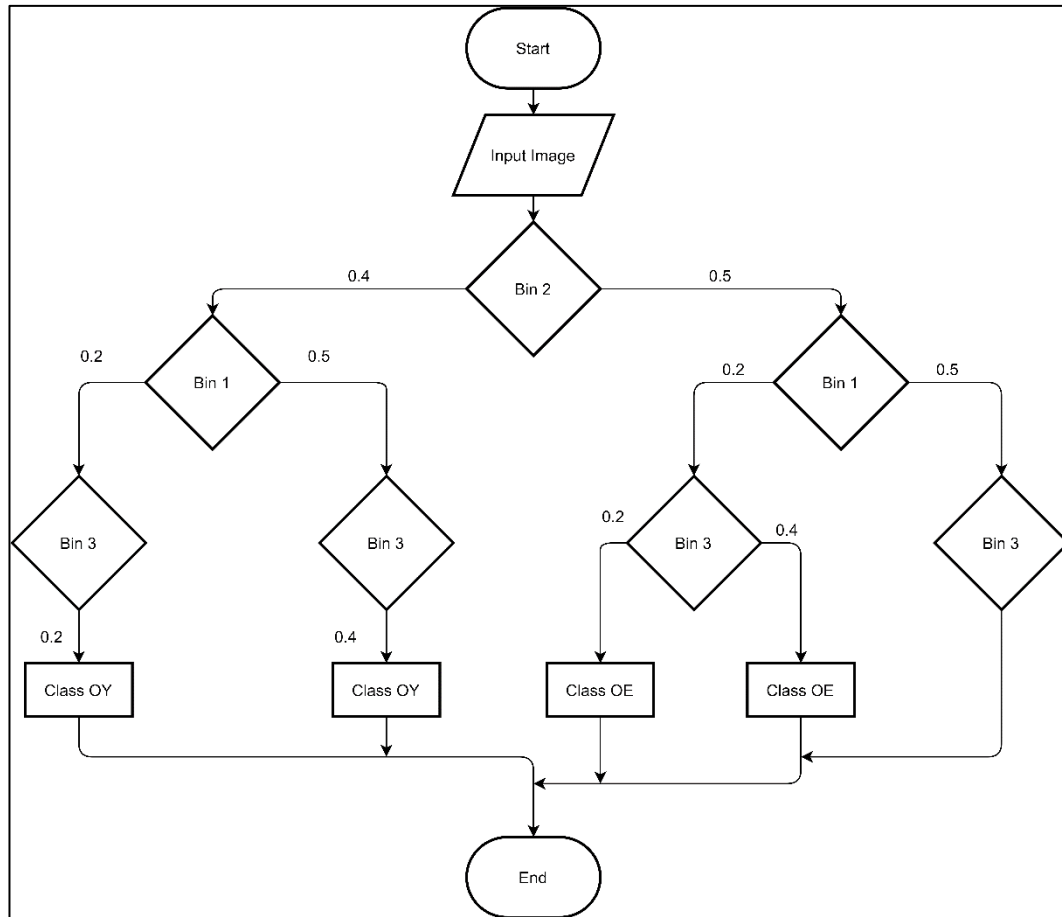 Start
Input Image
Bin 2
0.4
0.5
Bin 1
0.2
0.5
Bin 1
0.2
0.5
Bin 3
Bin 3
Bin 3
0.2
0.4
Bin 3
0.2
0.4
Class OY
Class OY
Class OE
Class OE
End